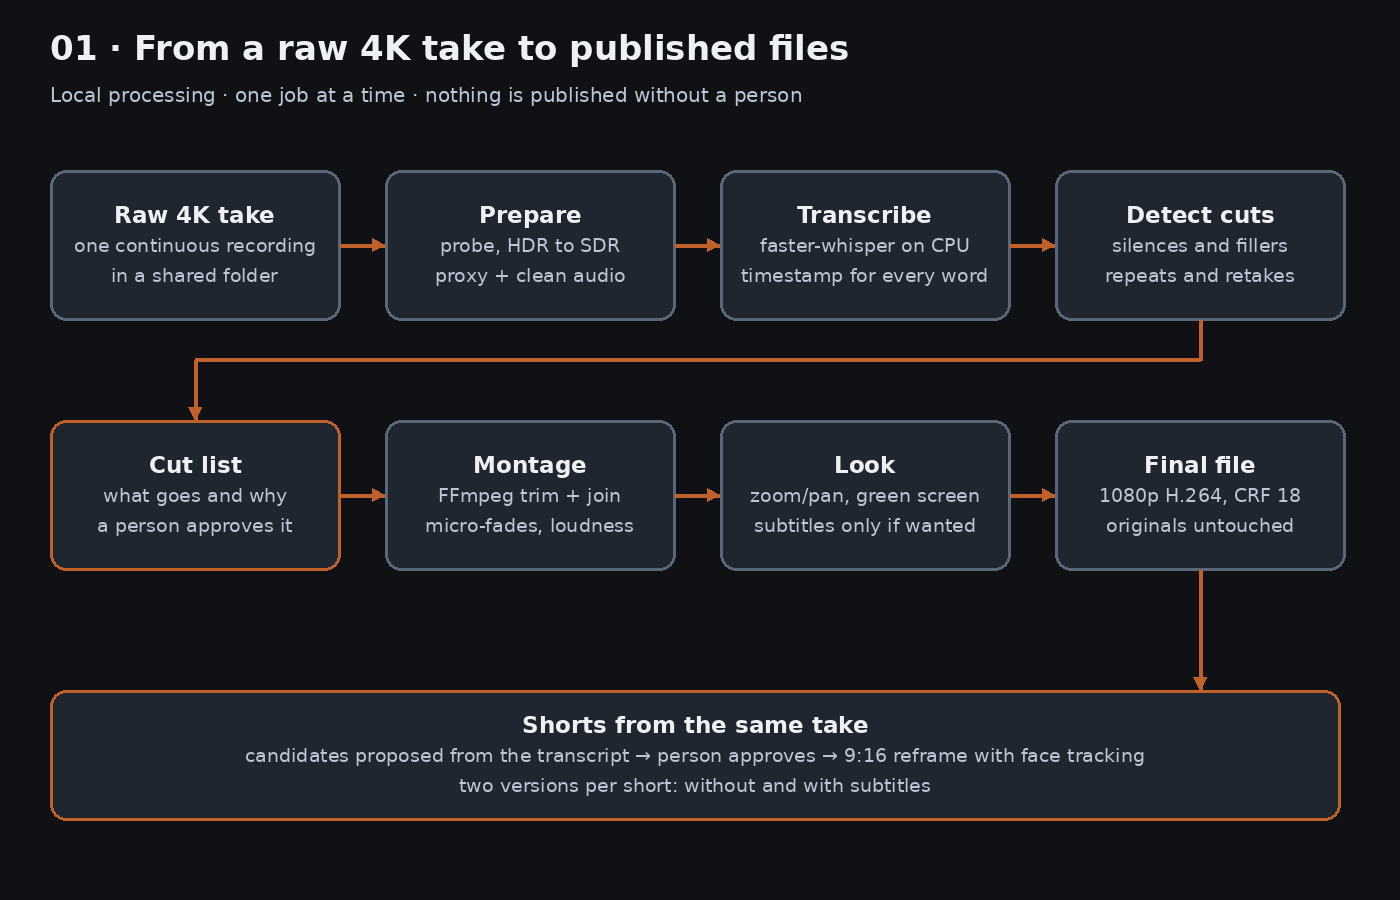 01 · From a raw 4K take to published files
Local processing · one job at a time · nothing is published without a person
Raw 4K take
one continuous recording
in a shared folder
Prepare
probe, HDR to SDR
proxy + clean audio
Transcribe
faster-whisper on CPU
timestamp for every word
Detect cuts
silences and fillers
repeats and retakes
Cut list
what goes and why
a person approves it
Montage
FFmpeg trim + join
micro-fades, loudness
Look
zoom/pan, green screen
subtitles only if wanted
Final file
1080p H.264, CRF 18
originals untouched
Shorts from the same take
candidates proposed from the transcript → person approves → 9:16 reframe with face tracking
two versions per short: without and with subtitles